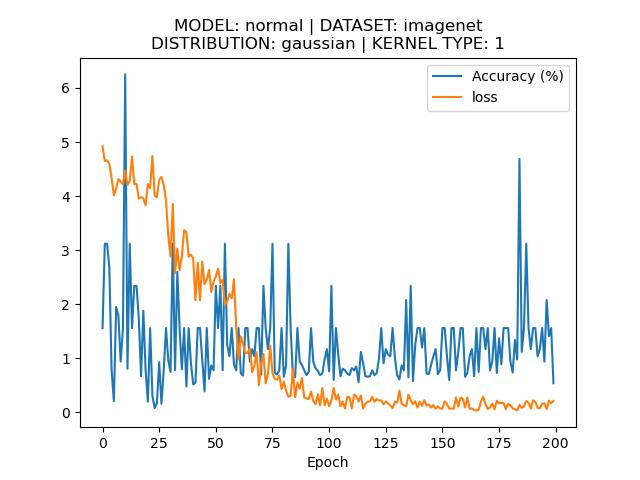 MODEL: normal | DATASET: imagenet
DISTRIBUTION: gaussian | KERNEL TYPE: 1
Accuracy (%)
loss
6
5
4
3
2
1
0
0 25 50 75 100 125 150 175 200
Epoch